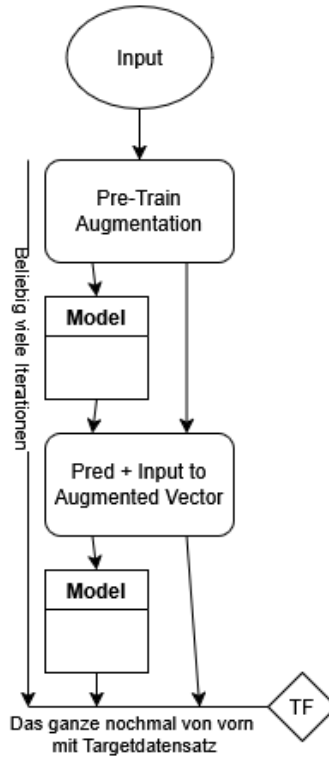 Input
Pre-Train
Augmentation
Beliebig viele Iterationen
Model
Pred + Input to
Augmented Vector
Model
TF
Das ganze nochmal von vorn
mit Targetdatensatz